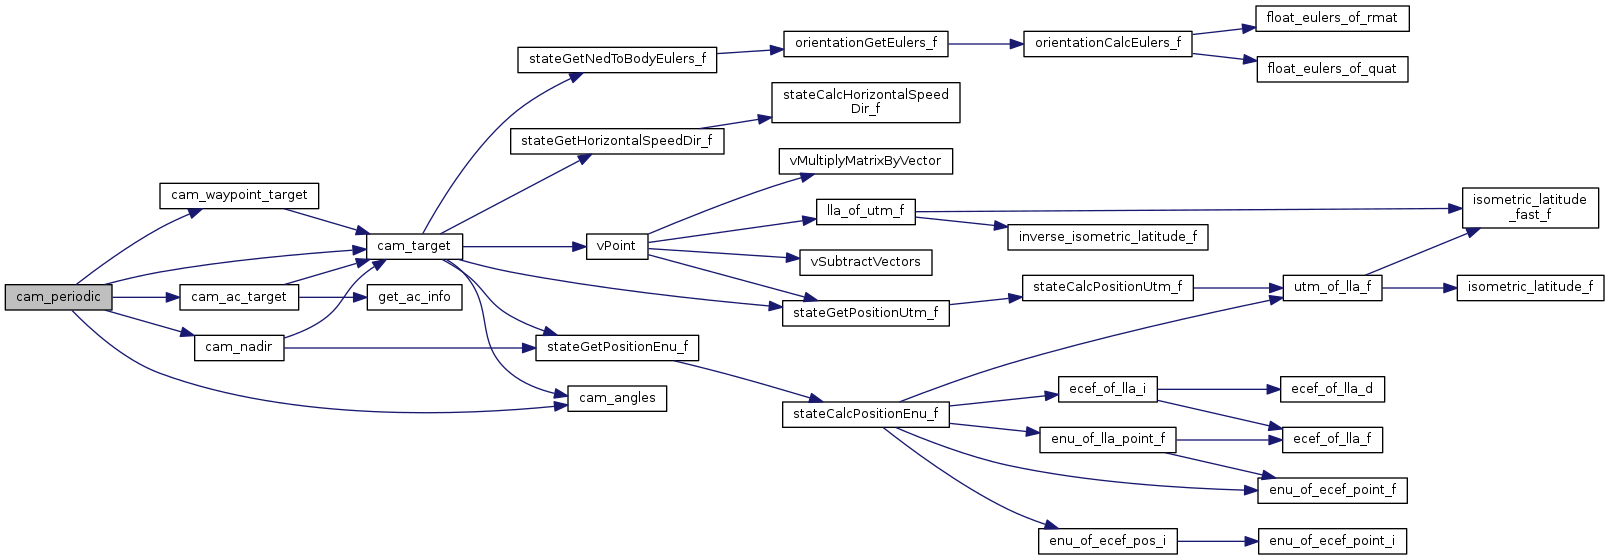 cam_periodic
cam_waypoint_target
cam_ac_target
cam_nadir
cam_target
get_ac_info
stateGetNedToBodyEulers_f
stateGetHorizontalSpeedDir_f
vPoint
stateGetPositionEnu_f
cam_angles
orientationGetEulers_f
stateCalcHorizontalSpeed
Dir_f
vMultiplyMatrixByVector
lla_of_utm_f
vSubtractVectors
stateGetPositionUtm_f
stateCalcPositionEnu_f
orientationCalcEulers_f
inverse_isometric_latitude_f
stateCalcPositionUtm_f
ecef_of_lla_i
enu_of_lla_point_f
enu_of_ecef_pos_i
float_eulers_of_rmat
float_eulers_of_quat
utm_of_lla_f
ecef_of_lla_d
ecef_of_lla_f
enu_of_ecef_point_f
enu_of_ecef_point_i
isometric_latitude
_fast_f
isometric_latitude_f